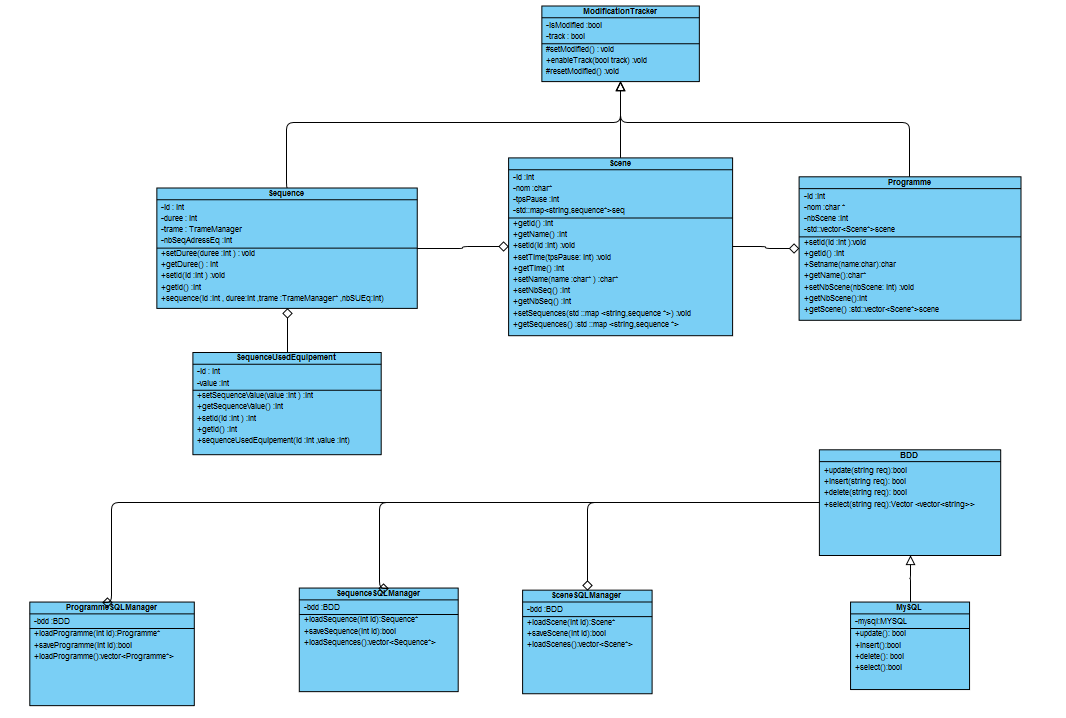 ModificationTracker
-isModified :bool
-track : bool
#setModified() : void
+enableTrack(bool track) :void
#resetModified() :void
Sequence
-id : int
-duree : int
-trame : TrameManager
-nbSeqAdressEq :int
+setDuree(duree :int ) : void
+getDuree() : int
+setid(id :int ) :void
+getid() :int
+sequence(id :int , duree:int ,trame :TrameManager* ,nbSUEq:int)
Scene
-id :int
-nom :char*
-tpsPause :int
-std::map<string,sequence*>seq
+getid() :int
+getName() :int
+setid(id :int) :void
+setTime(tpsPause: int) :void
+getTime() :int
+setName(name :char* ) :char*
+setNbSeq() :int
+getNbSeq() :int
+setSequences(std ::map <string,sequence *>) :void
+getSequences() :std ::map <string,sequence *>
Programme
-id :int
-nom :char *
-nbScene :int
-std::vector<Scene*>scene
+setid(id :int ):void
+getid() :int
+Setname(name:char):char
+getName():char*
+setNbScene(nbScene: int) :void
+getNbScene():int
+getScene() :std::vector<Scene*>scene
SequenceUsedEquipement
-id : int
-value :int
+setSequenceValue(value :int ) :int
+getSequenceValue() :int
+setid(id :int ) :int
+getid() :int
+sequenceUsedEquipement(id :int ,value :int)
BDD
+update(string req):bool
+insert(string req): bool
+delete(string req): bool
+select(string req):Vector <vector<string>>
ProgrammeSQLManager
-bdd :BDD
+loadProgramme(int id):Programme*
+saveProgramme(int id):bool
+loadProgramme():vector<Programme*>
SequenceSQLManager
-bdd :BDD
+loadSequence(int id):Sequence*
+saveSequence(int id):bool
+loadSequences():vector<Sequence*>
SceneSQLManager
-bdd :BDD
+loadScene(int id):Scene*
+saveScene(int id):bool
+loadScenes():vector<Scene*>
MySQL
-mysql:MYSQL
+update(): bool
+insert():bool
+delete(): bool
+select():bool